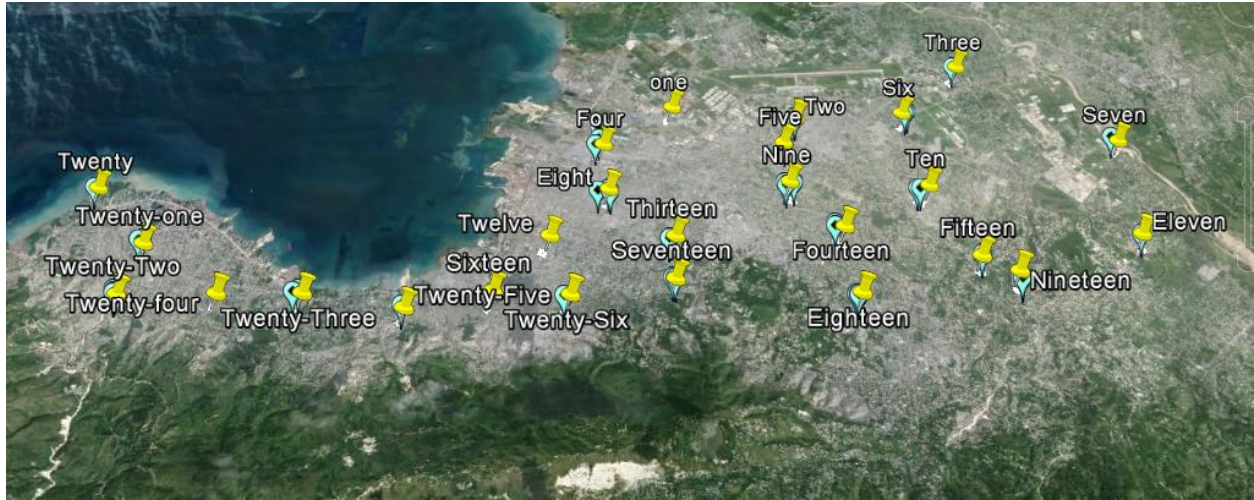 Three
one
Six
Two
Four
Five
Seven
Nine
Twenty
Eight
Ten
Twenty-one
Thirteen
Twelve
Fifteen
Eleven
Seventeen
Fourteen
Twenty-Two
Sixteen
Nineteen
Twenty-four
Twenty-Five
Twenty-Three
Twenty-Six
Eighteen